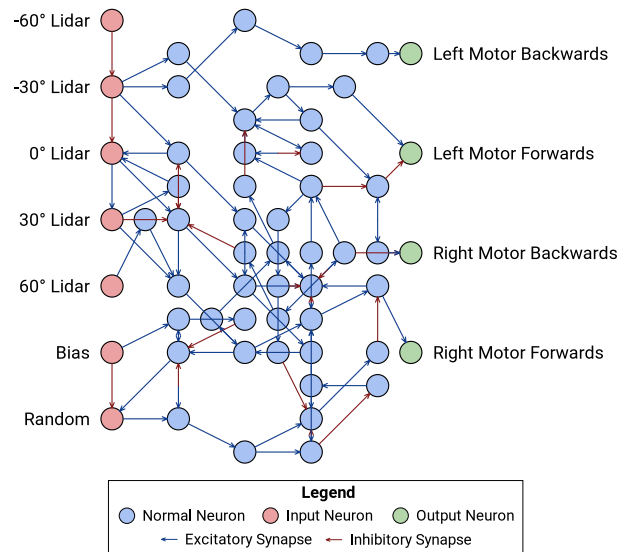 -60° Lidar
Left Motor Backwards
-30° Lidar
0° Lidar
Left Motor Forwards
30° Lidar
Right Motor Backwards
60° Lidar
Bias
Right Motor Forwards
Random
Legend
Normal Neuron Input Neuron Output Neuron
Excitatory Synapse Inhibitory Synapse